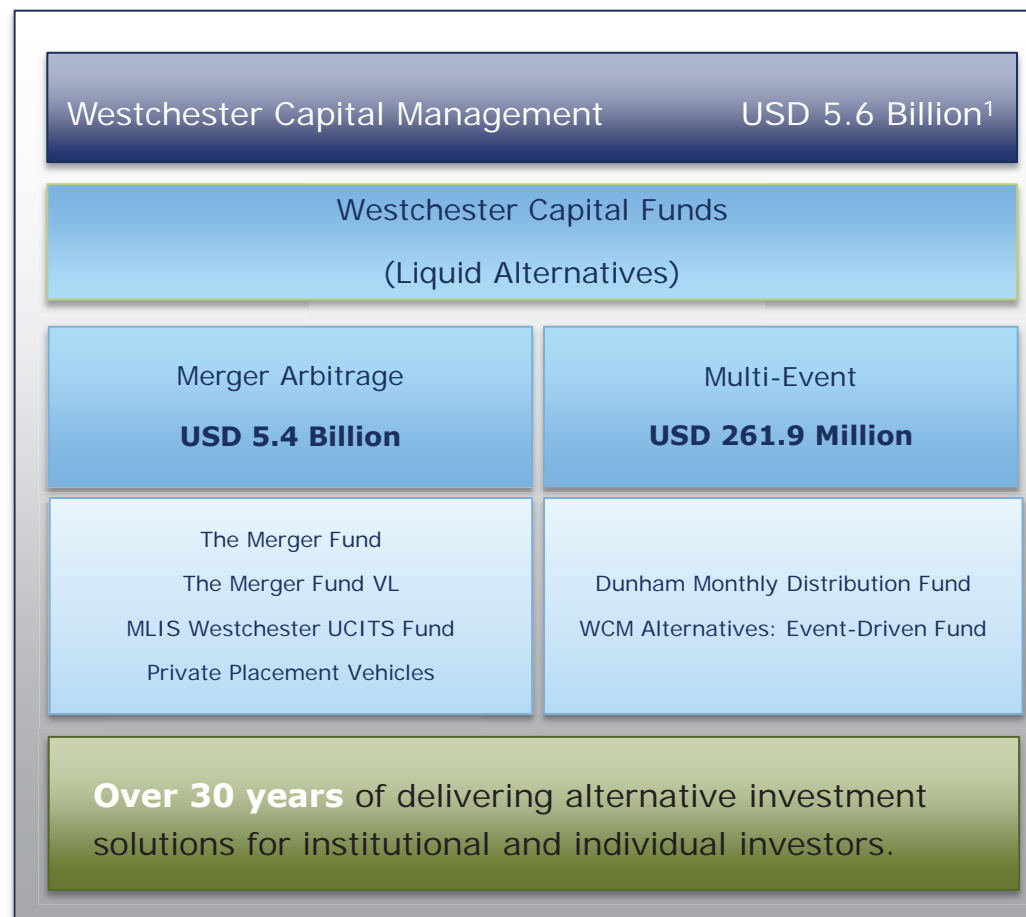 Westchester Capital Management USD 5.6 Billion¹
Westchester Capital Funds
(Liquid Alternatives)
Merger Arbitrage
USD 5.4 Billion
Multi-Event
USD 261.9 Million
The Merger Fund
The Merger Fund VL
MLIS Westchester UCITS Fund
Private Placement Vehicles
Dunham Monthly Distribution Fund
WCM Alternatives: Event-Driven Fund
Over 30 years of delivering alternative investment
solutions for institutional and individual investors.